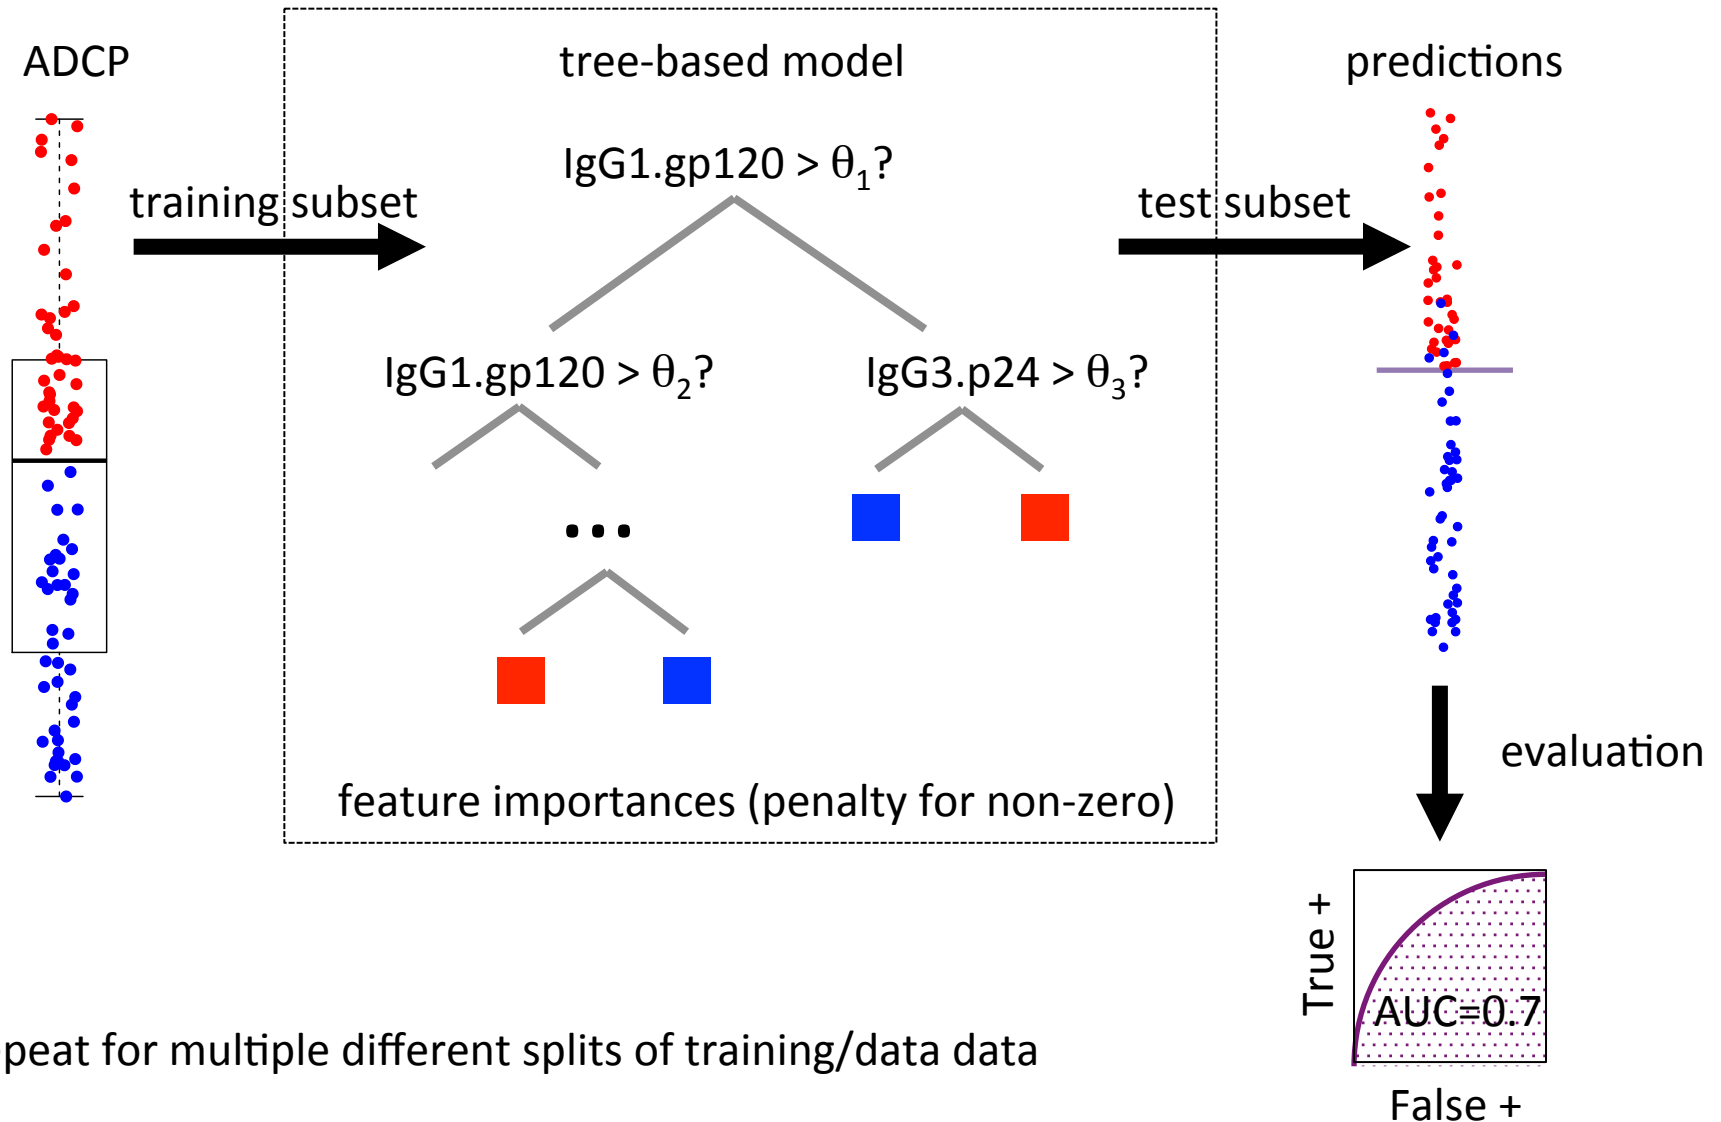 ADCP
tree-based model
predictions
IgG1.gp120 > θ1?
training subset
test subset
IgG1.gp120 > θ2?
IgG3.p24 > θ3?
...
evaluation
feature importances (penalty for non-zero)
True +
AUC=0.7
peat for multiple different splits of training/data data
False +